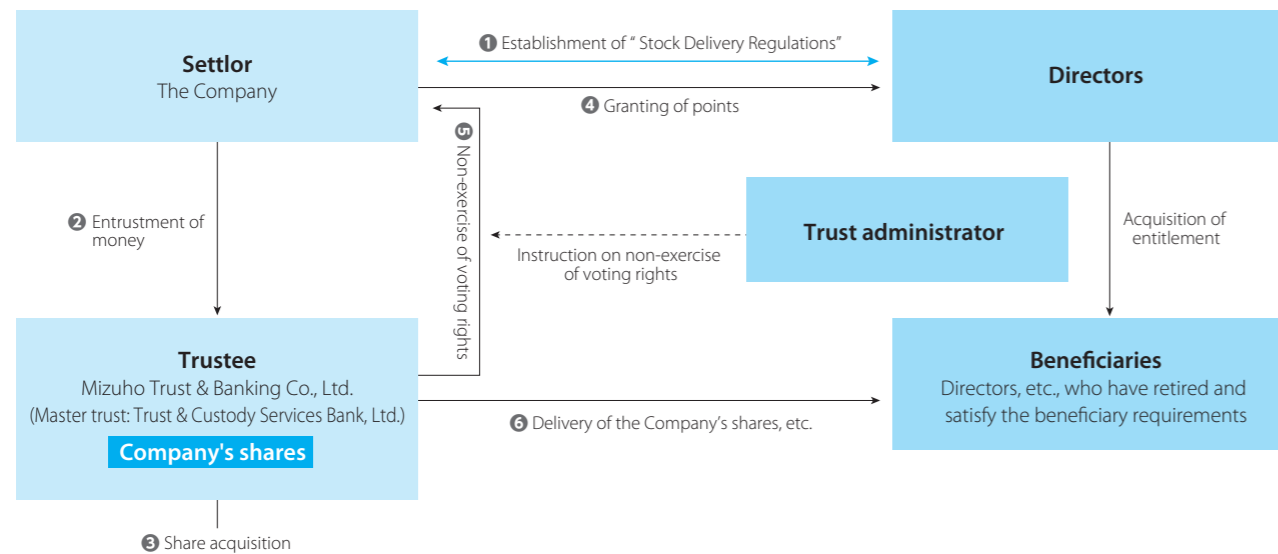 ❶ Establishment of “ Stock Delivery Regulations”
Settlor
The Company
Directors
❹ Granting of points
❺ Non-exercise of voting rights
❷ Entrustment of
money
Trust administrator
Instruction on non-exercise
of voting rights
Acquisition of
entitlement
Trustee
Mizuho Trust & Banking Co., Ltd.
(Master trust: Trust & Custody Services Bank, Ltd.)
Company's shares
Beneficiaries
Directors, etc., who have retired and
satisfy the beneficiary requirements
❻ Delivery of the Company’s shares, etc.
❸ Share acquisition